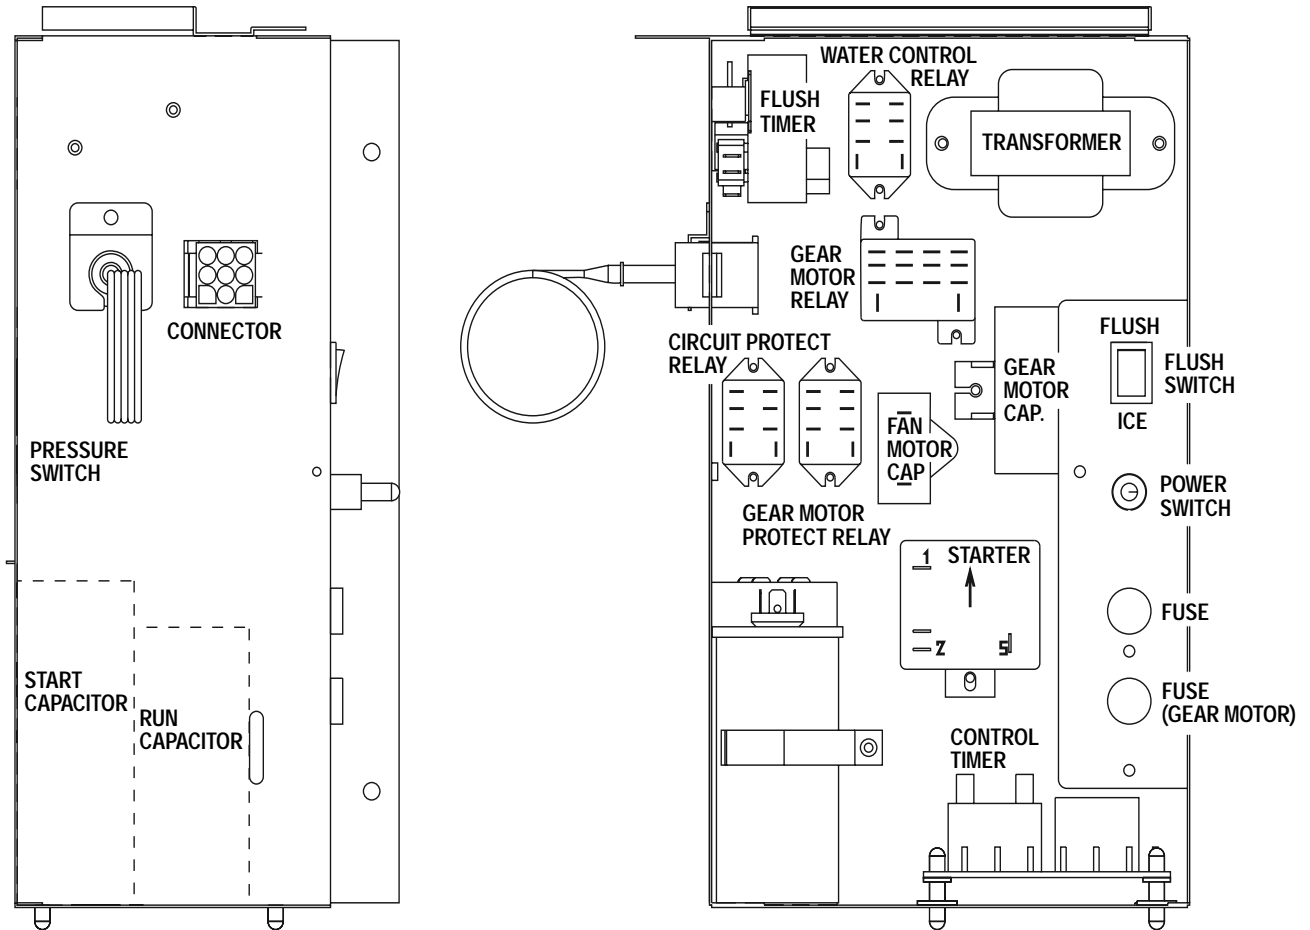 CONNECTOR
PRESSURE
SWITCH
START
CAPACITOR
RUN
CAPACITOR
WATER CONTROL
RELAY
FLUSH
TIMER
TRANSFORMER
GEAR
MOTOR
RELAY
CIRCUIT PROTECT
RELAY
GEAR
MOTOR
CAP.
FLUSH
FLUSH
SWITCH
ICE
FAN
MOTOR
CAP
POWER
SWITCH
GEAR MOTOR
PROTECT RELAY
1 STARTER
2 5
FUSE
FUSE
(GEAR MOTOR)
CONTROL
TIMER